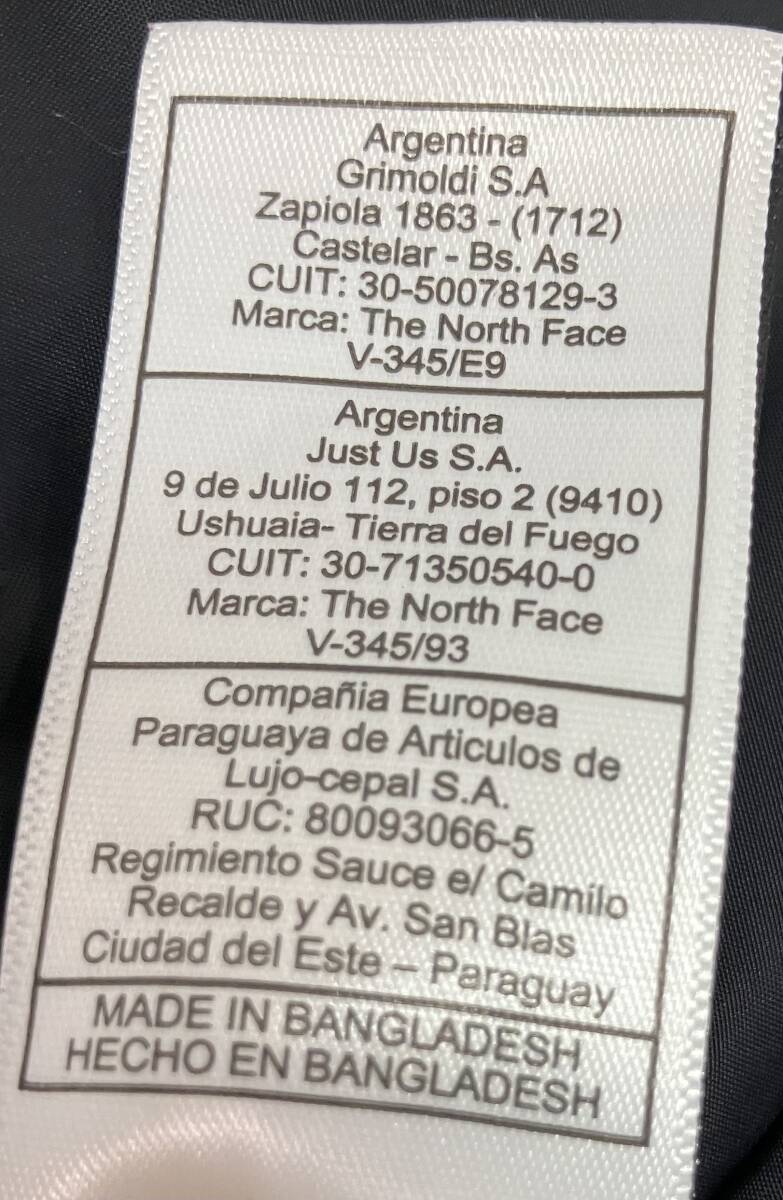 Argentina
Grimoldi S.A
Zapiola 1863 - (1712)
Castelar - Bs. As
CUIT: 30-50078129-3
Marca: The North Face
V-345/E9
Argentina
Just Us S.A.
9 de Julio 112, piso 2 (9410)
Ushuaia- Tierra del Fuego
CUIT: 30-71350540-0
Marca: The North Face
V-345/93
Compañia Europea
Paraguaya de Articulos de
Lujo-cepal S.A.
RUC: 80093066-5
Regimiento Sauce e/ Camilo
Recalde y Av. San Blas
Ciudad del Este – Paraguay
MADE IN BANGLADESH
HECHO EN BANGLADESH